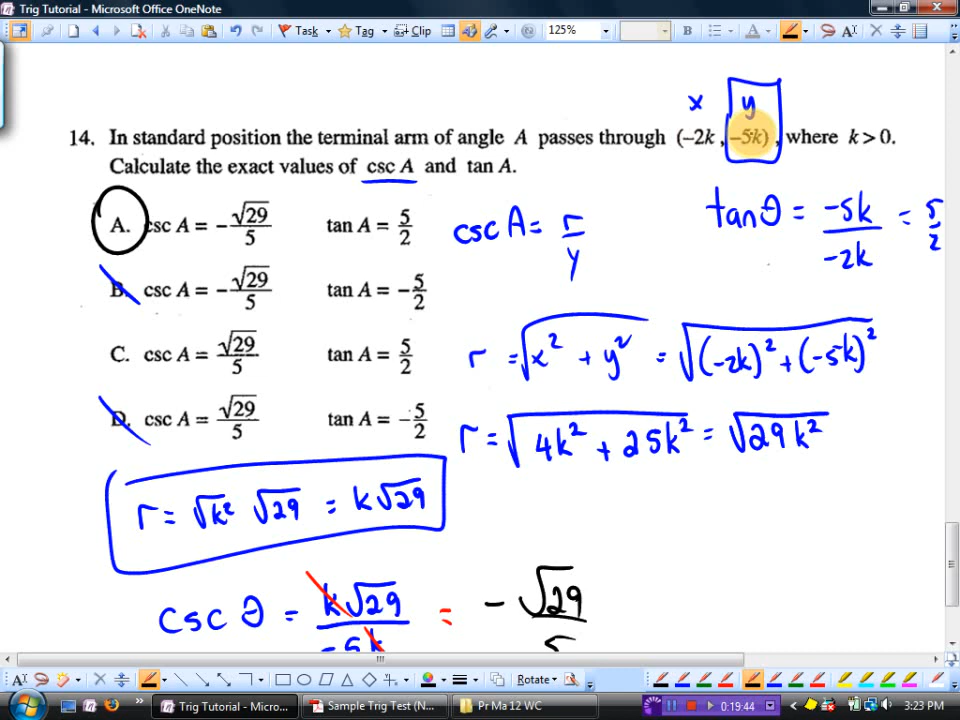 Trig Tutorial - Microsoft Office OneNote
Task Tag Clip 125% B A
x y
14. In standard position the terminal arm of angle A passes through (−2k , −5k) , where k > 0.
Calculate the exact values of csc A and tan A.
A. csc A = −√29/5 tan A = 5/2
B. csc A = −√29/5 tan A = −5/2
C. csc A = √29/5 tan A = 5/2
D. csc A = √29/5 tan A = −5/2
csc A = r/y
tan θ = −5k/−2k = 5/2
r = √x² + y² = √(−2k)² + (−5k)²
r = √4k² + 25k² = √29k²
r = √k² √29 = k√29
csc θ = k√29/−5k = −√29/5
Rotate
Trig Tutorial - Micro... Sample Trig Test (N... Pr Ma 12 WC 0:19:44 3:23 PM